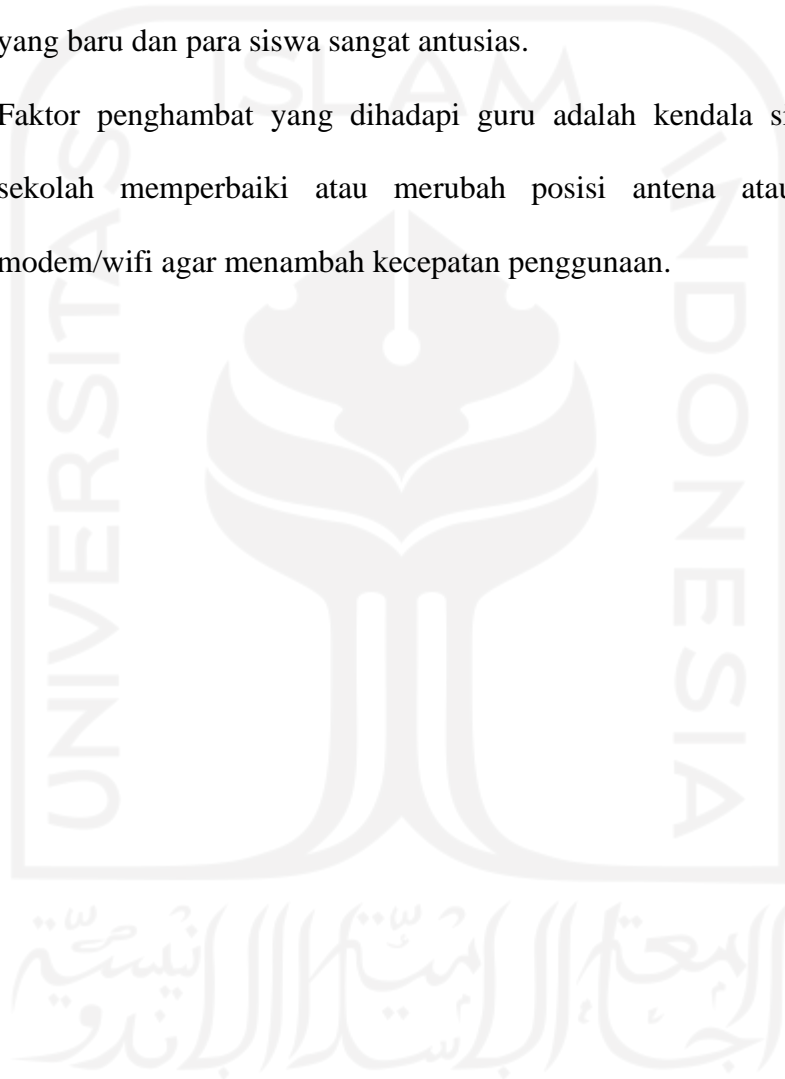 yang baru dan para siswa sangat antusias.
Faktor penghambat yang dihadapi guru adalah kendala
sekolah memperbaiki atau merubah posisi antena atau
modem/wifi agar menambah kecepatan penggunaan.
ISLAM
UNIVERSITAS
INDONESIA